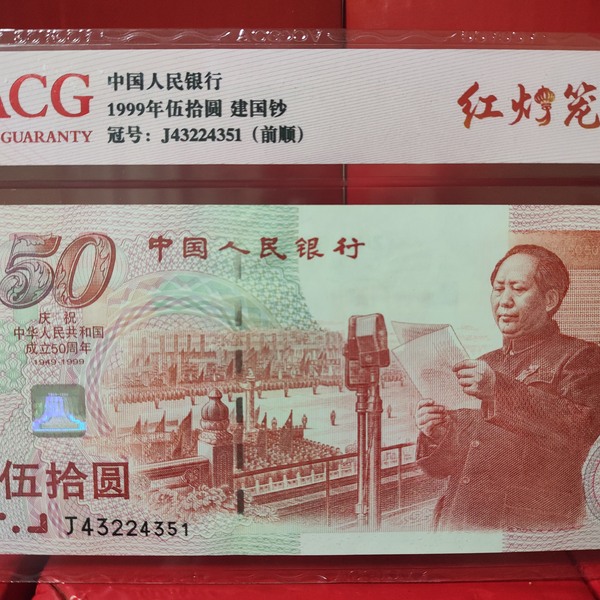 ACG
GUARANTY
中国人民银行
1999年伍拾圆 建国钞
冠号：J43224351（前顺）
红灯笼
50
中国人民银行
庆祝
中华人民共和国
成立50周年
1949-1999
伍拾圆
J43224351